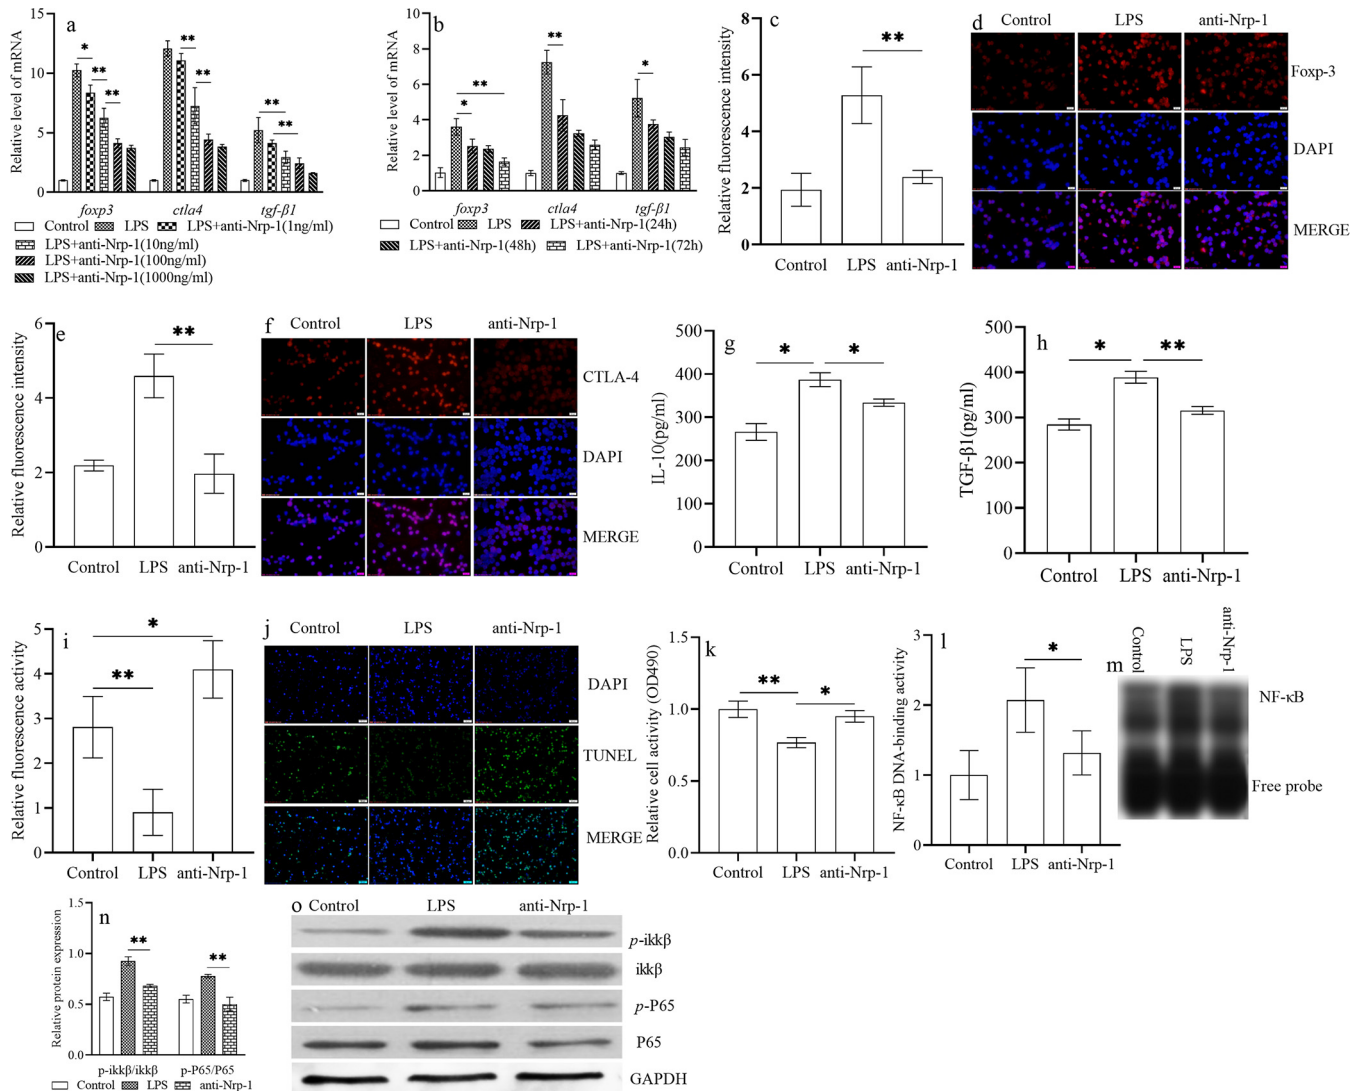 a
Relative level of mRNA
15
10
5
0
* ** ** ** ** ** **
foxp3 ctla4 tgf-β1
Control LPS LPS+anti-Nrp-1(1ng/ml)
LPS+anti-Nrp-1(10ng/ml)
LPS+anti-Nrp-1(100ng/ml)
LPS+anti-Nrp-1(1000ng/ml)
b
Relative level of mRNA
10
8
6
4
2
0
* ** ** *
foxp3 ctla4 tgf-β1
Control LPS LPS+anti-Nrp-1(24h)
LPS+anti-Nrp-1(48h) LPS+anti-Nrp-1(72h)
c
Relative fluorescence intensity
8
6
4
2
0
**
Control LPS anti-Nrp-1
d
Control LPS anti-Nrp-1
Foxp-3
DAPI
MERGE
e
Relative fluorescence intensity
6
4
2
0
**
Control LPS anti-Nrp-1
f
Control LPS anti-Nrp-1
CTLA-4
DAPI
MERGE
g
IL-10(pg/ml)
500
400
300
200
100
0
* *
Control LPS anti-Nrp-1
h
TGF-β1(pg/ml)
500
400
300
200
100
0
* **
Control LPS anti-Nrp-1
i
Relative fluorescence activity
5
4
3
2
1
0
*
**
Control LPS anti-Nrp-1
j
Control LPS anti-Nrp-1
DAPI
TUNEL
MERGE
k
Relative cell activity (OD490)
1.5
1.0
0.5
0.0
** *
Control LPS anti-Nrp-1
l
NF-κB DNA-binding activity
3
2
1
0
*
Control LPS anti-Nrp-1
m
Control LPS anti-Nrp-1
NF-κB
Free probe
n
Relative protein expression
1.5
1.0
0.5
0.0
** **
p-ikkβ/ikkβ p-P65/P65
Control LPS anti-Nrp-1
o
Control LPS anti-Nrp-1
p-ikkβ
ikkβ
p-P65
P65
GAPDH